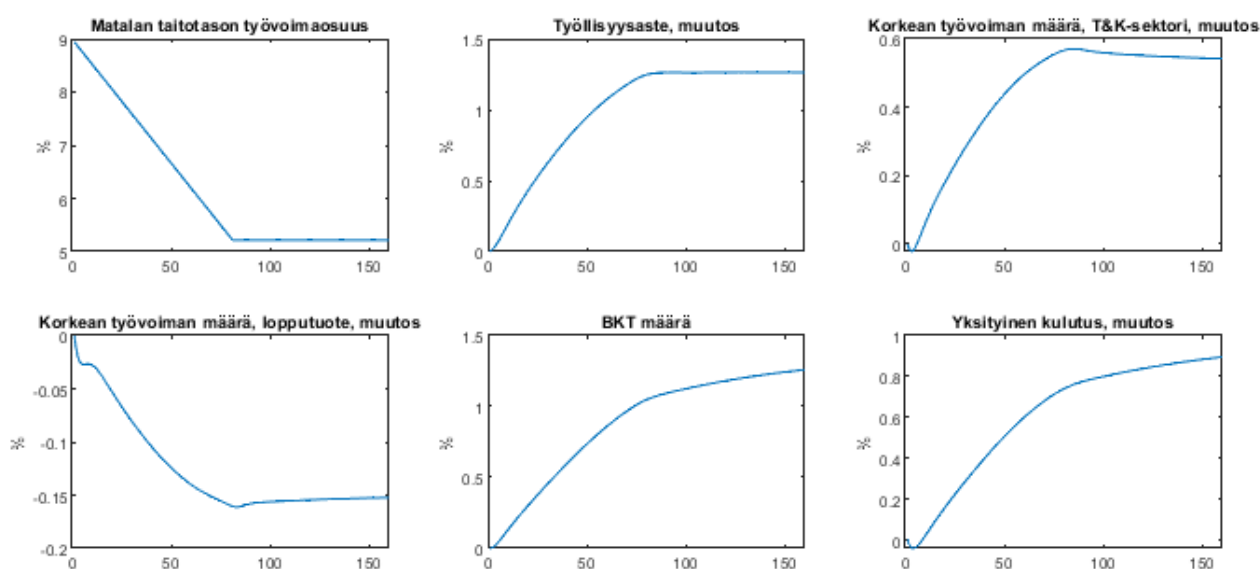 Matalan taitotason työvoimaosuus
9
8
7
6
5
%
0 50 100 150
Työllisyysaste, muutos
1.5
1
0.5
0
%
0 50 100 150
Korkean työvoiman määrä, T&K-sektori, muutos
0.6
0.4
0.2
0
%
0 50 100 150
Korkean työvoiman määrä, lopputuote, muutos
0
-0.05
-0.1
-0.15
-0.2
%
0 50 100 150
BKT määrä
1.5
1
0.5
0
%
0 50 100 150
Yksityinen kulutus, muutos
1
0.8
0.6
0.4
0.2
0
%
0 50 100 150